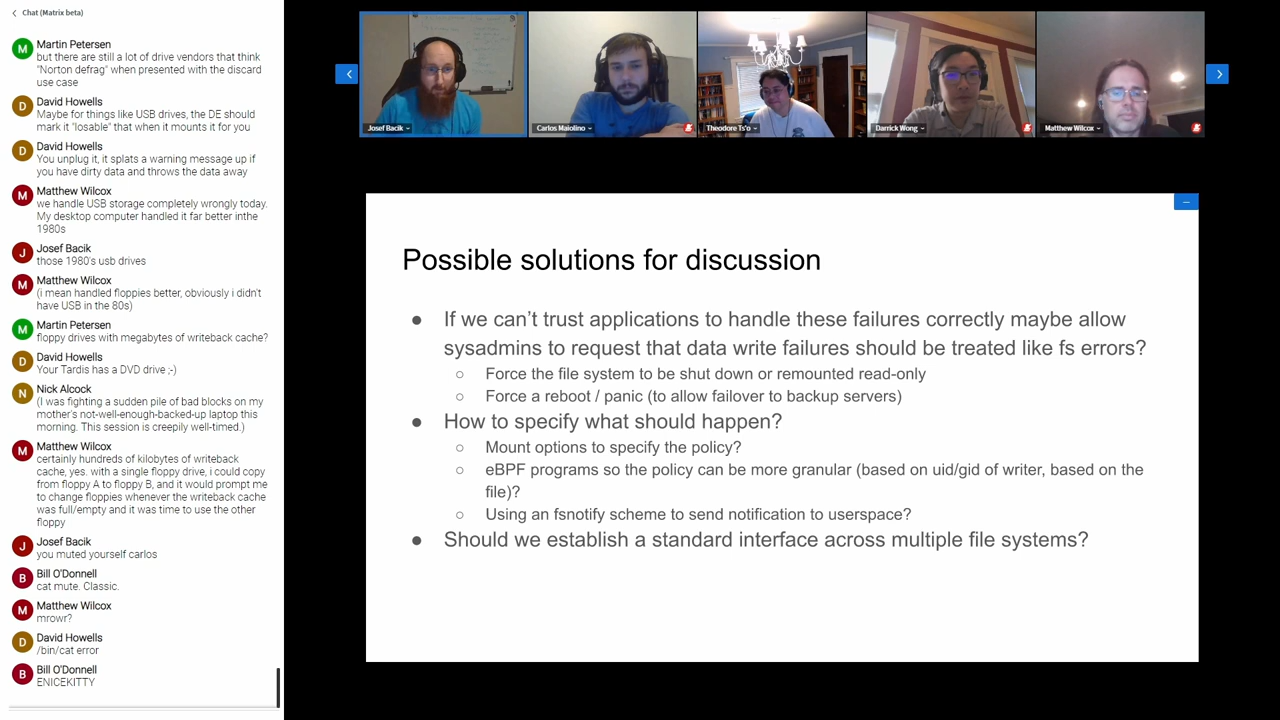 Chat (Matrix beta)
M
Martin Petersen
but there are still a lot of drive vendors that think
"Norton defrag" when presented with the discard
use case
D
David Howells
Maybe for things like USB drives, the DE should
mark it "losable" that when it mounts it for you
D
David Howells
You unplug it, it splats a warning message up if
you have dirty data and throws the data away
M
Matthew Wilcox
we handle USB storage completely wrongly today.
My desktop computer handled it far better inthe
1980s
J
Josef Bacik
those 1980's usb drives
M
Matthew Wilcox
(i mean handled floppies better, obviously i didn't
have USB in the 80s)
M
Martin Petersen
floppy drives with megabytes of writeback cache?
D
David Howells
Your Tardis has a DVD drive ;-)
N
Nick Alcock
(I was fighting a sudden pile of bad blocks on my
mother's not-well-enough-backed-up laptop this
morning. This session is creepily well-timed.)
M
Matthew Wilcox
certainly hundreds of kilobytes of writeback
cache, yes. with a single floppy drive, i could copy
from floppy A to floppy B, and it would prompt me
to change floppies whenever the writeback cache
was full/empty and it was time to use the other
floppy
J
Josef Bacik
you muted yourself carlos
B
Bill O'Donnell
cat mute. Classic.
M
Matthew Wilcox
mrowr?
D
David Howells
/bin/cat error
B
Bill O'Donnell
ENICEKITTY
Josef Bacik
Carlos Maiolino
Theodore Ts'o
Darrick Wong
Matthew Wilcox
Possible solutions for discussion
● If we can't trust applications to handle these failures correctly maybe allow
sysadmins to request that data write failures should be treated like fs errors?
○ Force the file system to be shut down or remounted read-only
○ Force a reboot / panic (to allow failover to backup servers)
● How to specify what should happen?
○ Mount options to specify the policy?
○ eBPF programs so the policy can be more granular (based on uid/gid of writer, based on the
file)?
○ Using an fsnotify scheme to send notification to userspace?
● Should we establish a standard interface across multiple file systems?